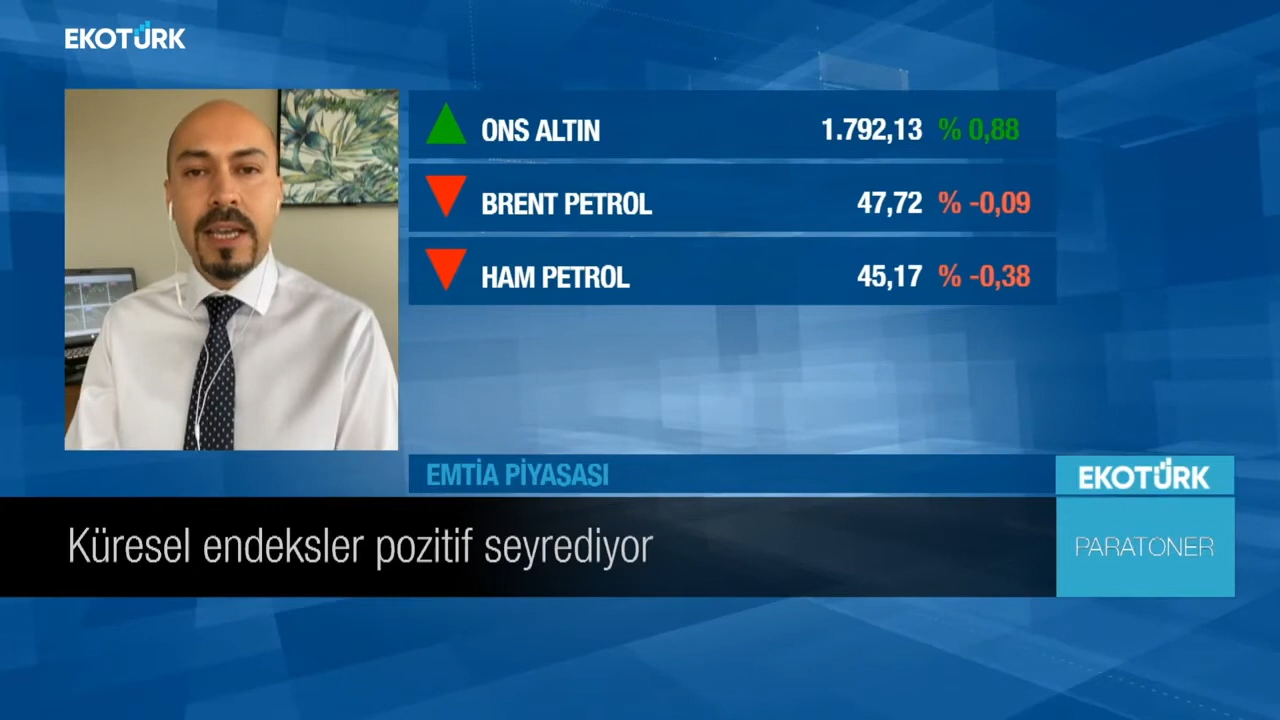 EKOTÜRK
ONS ALTIN 1.792,13 % 0,88
BRENT PETROL 47,72 % -0,09
HAM PETROL 45,17 % -0,38
EMTİA PİYASASI
EKOTÜRK
Küresel endeksler pozitif seyrediyor
PARATONER